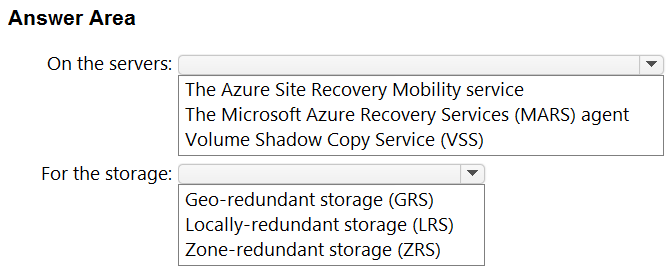 Answer Area
On the servers:
The Azure Site Recovery Mobility service
The Microsoft Azure Recovery Services (MARS) agent
Volume Shadow Copy Service (VSS)
For the storage:
Geo-redundant storage (GRS)
Locally-redundant storage (LRS)
Zone-redundant storage (ZRS)